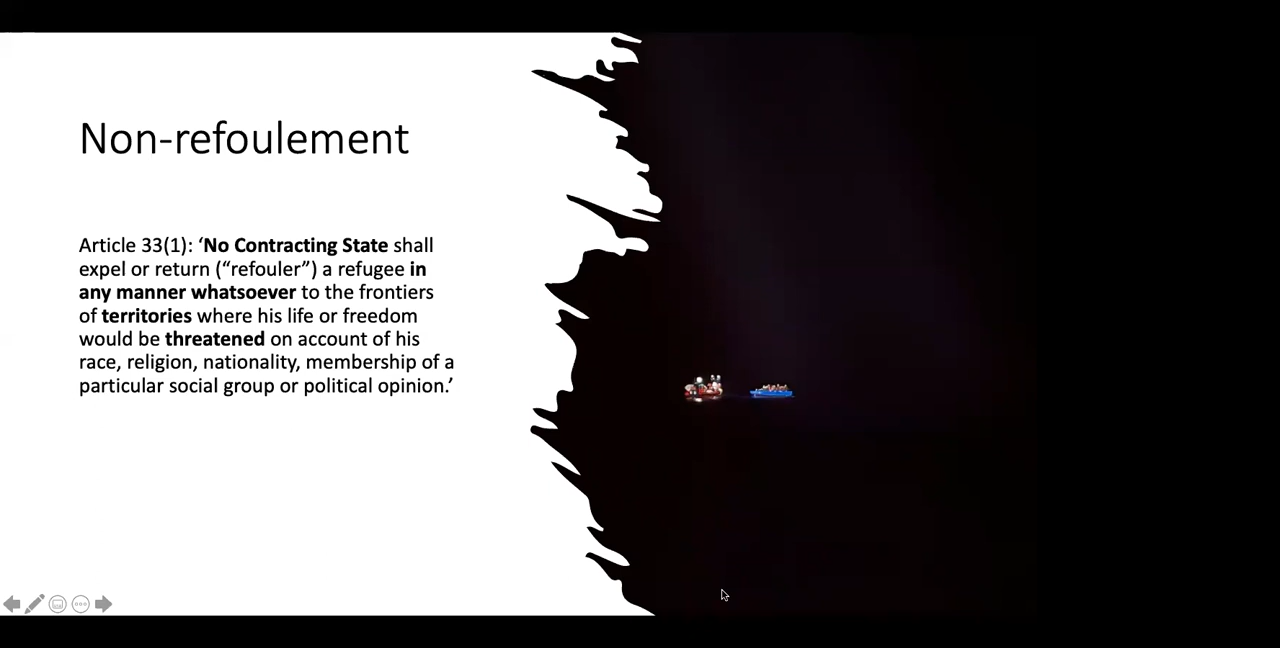 Non-refoulement
Article 33(1): ‘No Contracting State shall
expel or return (“refouler”) a refugee in
any manner whatsoever to the frontiers
of territories where his life or freedom
would be threatened on account of his
race, religion, nationality, membership of a
particular social group or political opinion.’